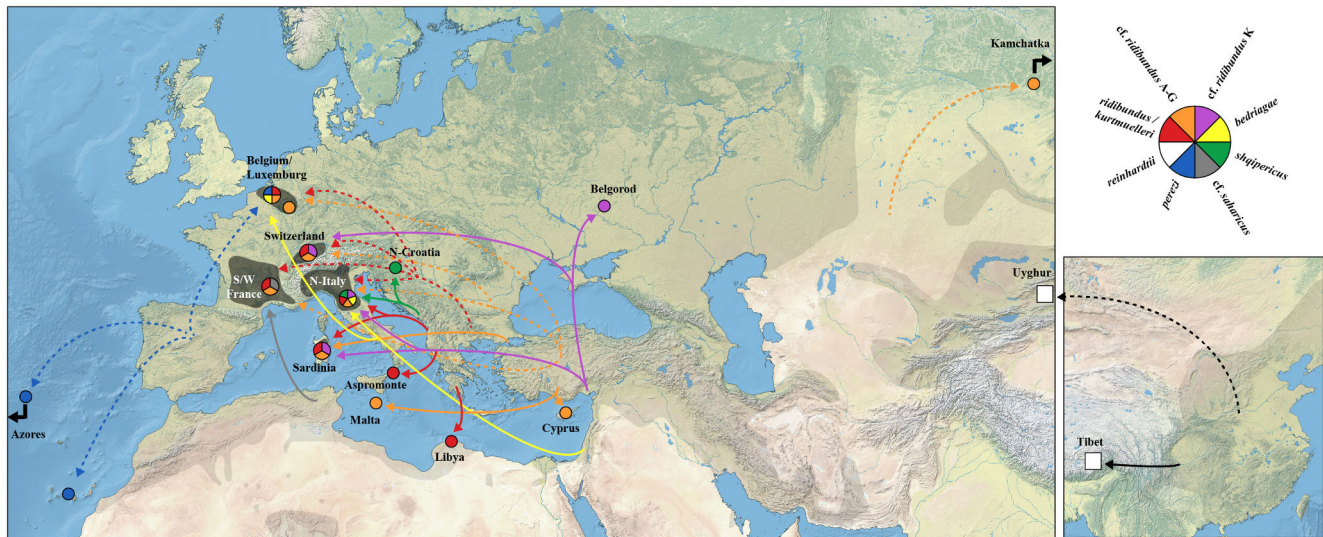 Kamchatka
Belgium/
Luxemburg
Belgorod
Switzerland
N-Croatia
S/W
France
N-Italy
Uyghur
Sardinia
Aspromonte
Malta
Cyprus
Libya
Azores
cf. ridibundus A-G
cf. ridibundus K
ridibundus /
kurtmuelleri
bedriagae
reinhardtii
shqipericus
perezi
cf. saharicus
Tibet